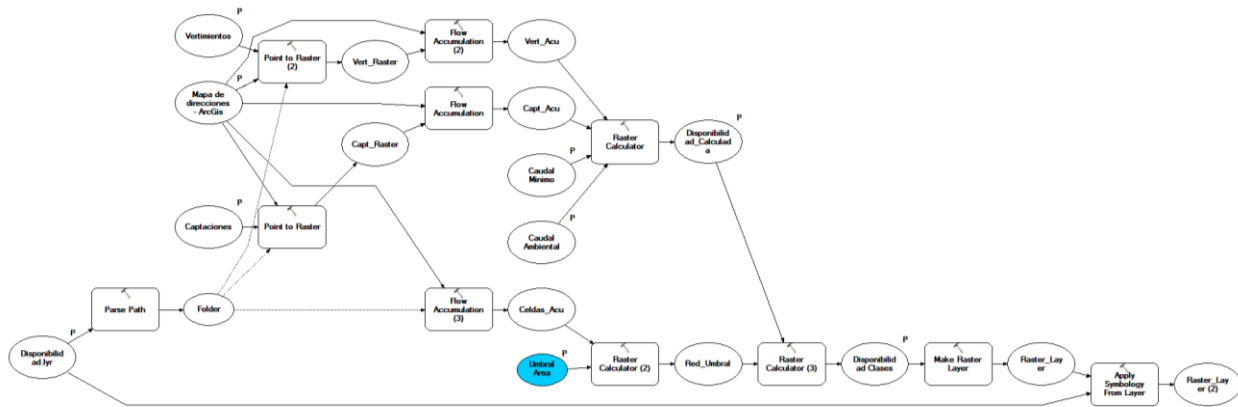 P
Vertimientos
Point to Raster
(2)
Vert_Raster
Flow
Accumulation
(2)
Vert_Acu
P
Mapa de
direcciones
- ArcGis
Flow
Accumulation
Capt_Acu
Capt_Raster
Raster
Calculator
P
Disponibilid
ad_Calculad
a
P
Caudal
Minimo
P
Captaciones
Point to Raster
P
Caudal
Ambiental
Parse Path
Folder
Flow
Accumulation
(3)
Celdas_Acu
P
Disponibili
dad.lyr
P
Umbral
Area
Raster
Calculator (2)
Red_Umbral
Raster
Calculator (3)
P
Disponibilid
ad Clases
Make Raster
Layer
Raster_Lay
er
Apply
Symbology
From Layer
Raster_Lay
er (2)